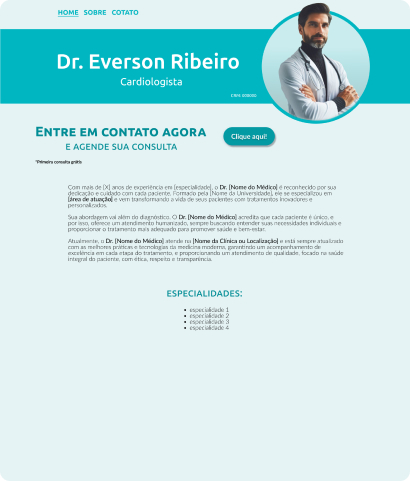 HOME SOBRE COTATO
Dr. Everson Ribeiro
Cardiologista
CRM: 000000
ENTRE EM CONTATO AGORA
E AGENDE SUA CONSULTA
Clique aqui!
*Primeira consulta grátis
Com mais de [X] anos de experiência em [especialidade], o Dr. [Nome do Médico] é reconhecido por sua
dedicação e cuidado com cada paciente. Formado pela [Nome da Universidade], ele se especializou em
[área de atuação] e vem transformando a vida de seus pacientes com tratamentos inovadores e
personalizados.
Sua abordagem vai além do diagnóstico. O Dr. [Nome do Médico] acredita que cada paciente é único, e
por isso, oferece um atendimento humanizado, sempre buscando entender suas necessidades individuais e
proporcionar o tratamento mais adequado para promover saúde e bem-estar.
Atualmente, o Dr. [Nome do Médico] atende na [Nome da Clínica ou Localização] e está sempre atualizado
com as melhores práticas e tecnologias da medicina moderna, garantindo um acompanhamento de
excelência em cada etapa do tratamento, e proporcionando um atendimento de qualidade, focado na saúde
integral do paciente, com ética, respeito e transparência.
ESPECIALIDADES:
• especialidade 1
• especialidade 2
• especialidade 3
• especialidade 4